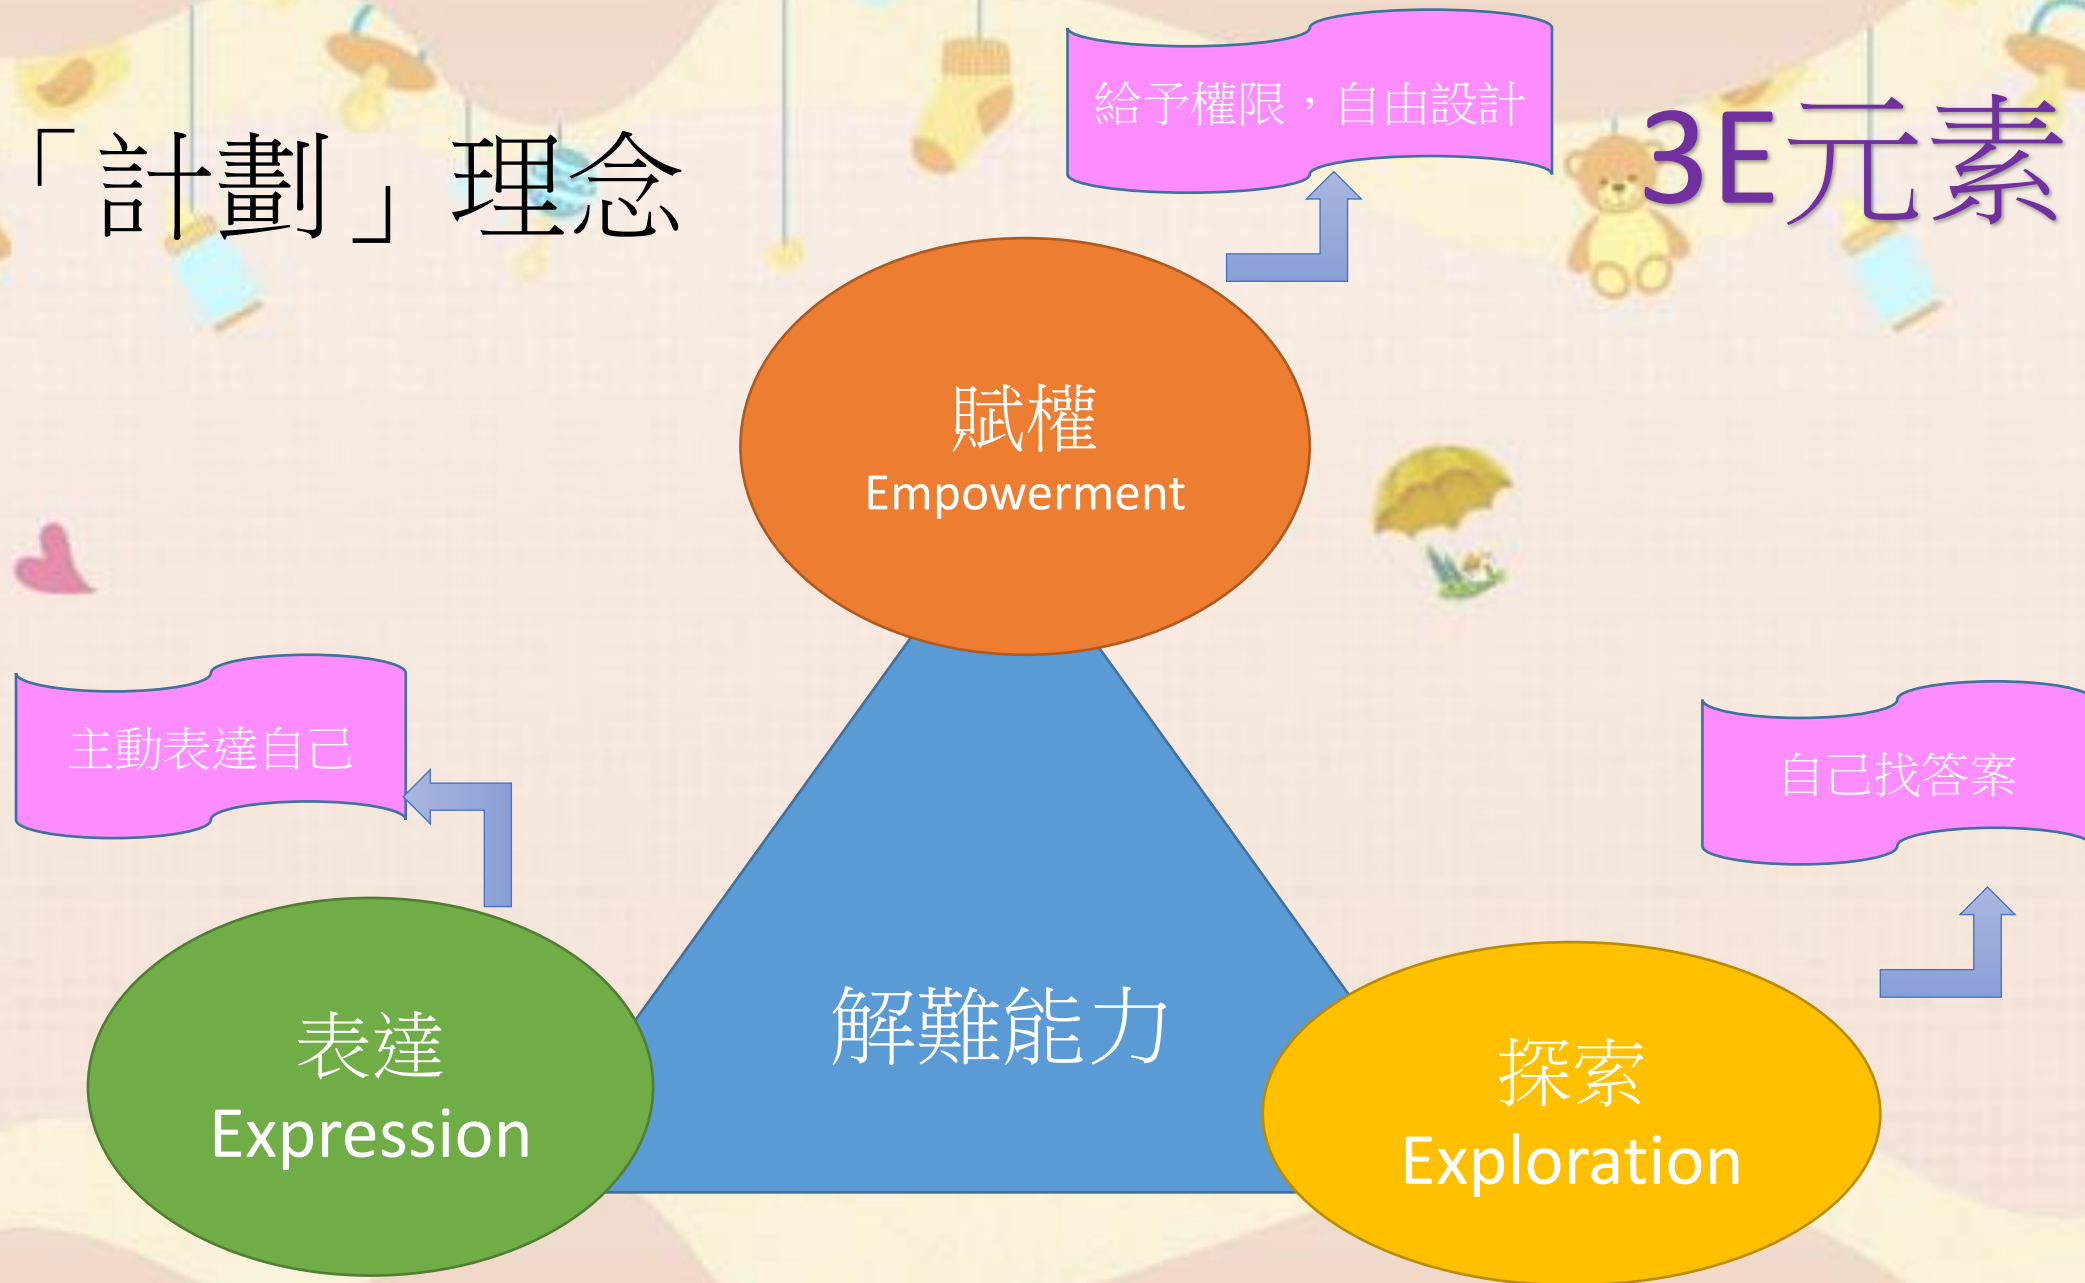 「計劃」理念
3E元素
給予權限，自由設計
賦權
Empowerment
主動表達自己
自己找答案
解難能力
表達
Expression
探索
Exploration